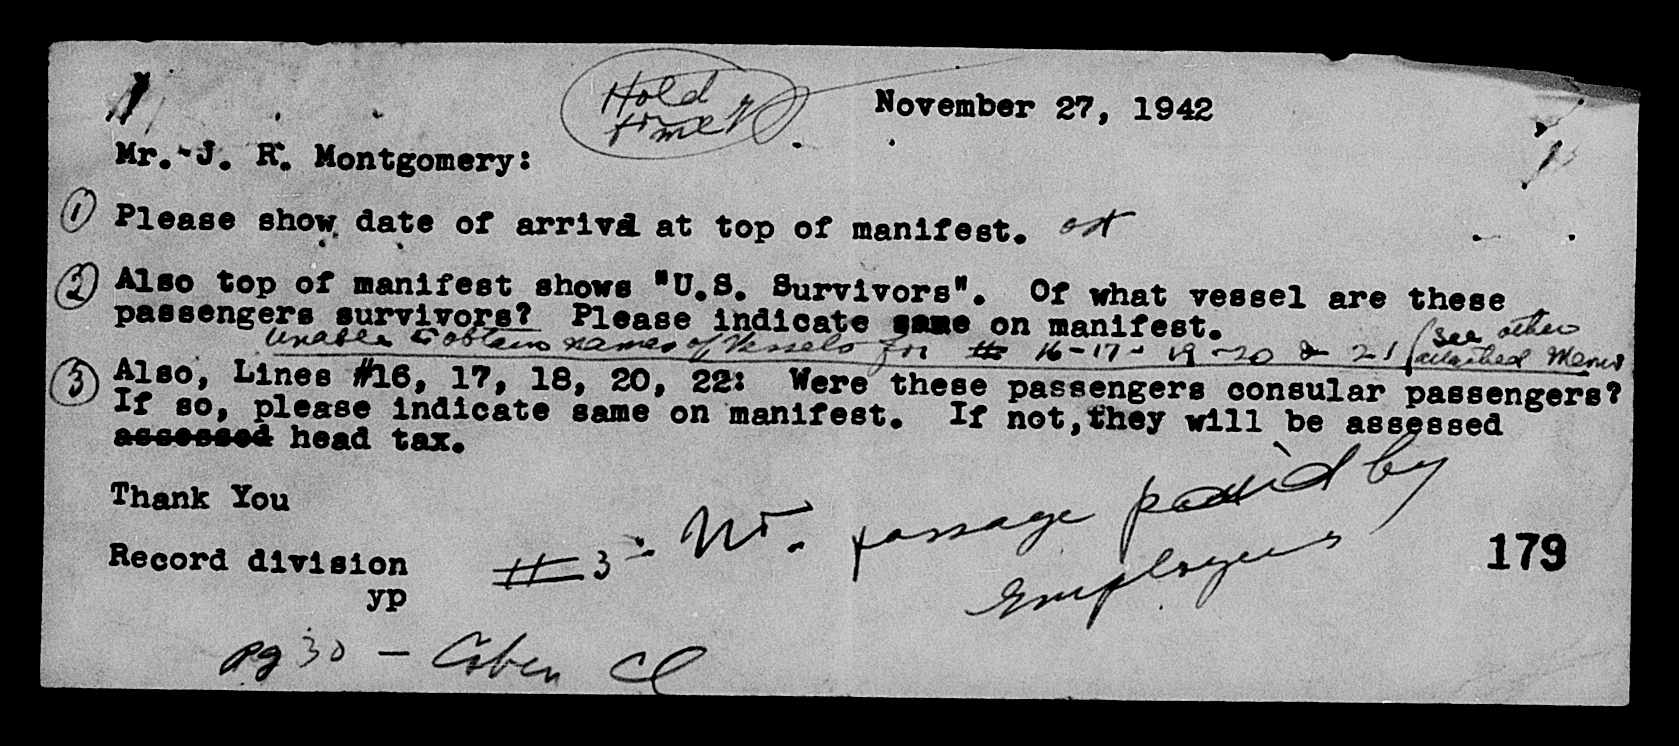 Hold
November 27, 1942
Mr. J. R. Montgomery:
① Please show date of arrival at top of manifest.
② Also top of manifest shows "U.S. Survivors". Of what vessel are these
passengers survivors? Please indicate same on manifest.
Unable to obtain names of Vessels for the 16-17-19-20 & 21 (See other
attached Memo
③ Also, Lines #16, 17, 18, 20, 22: Were these passengers consular passengers?
If so, please indicate same on manifest. If not, they will be assessed
assessed head tax.
Thank You
Record division
yp
#3 - No. passage paid by
Employers
179
pg 30 -